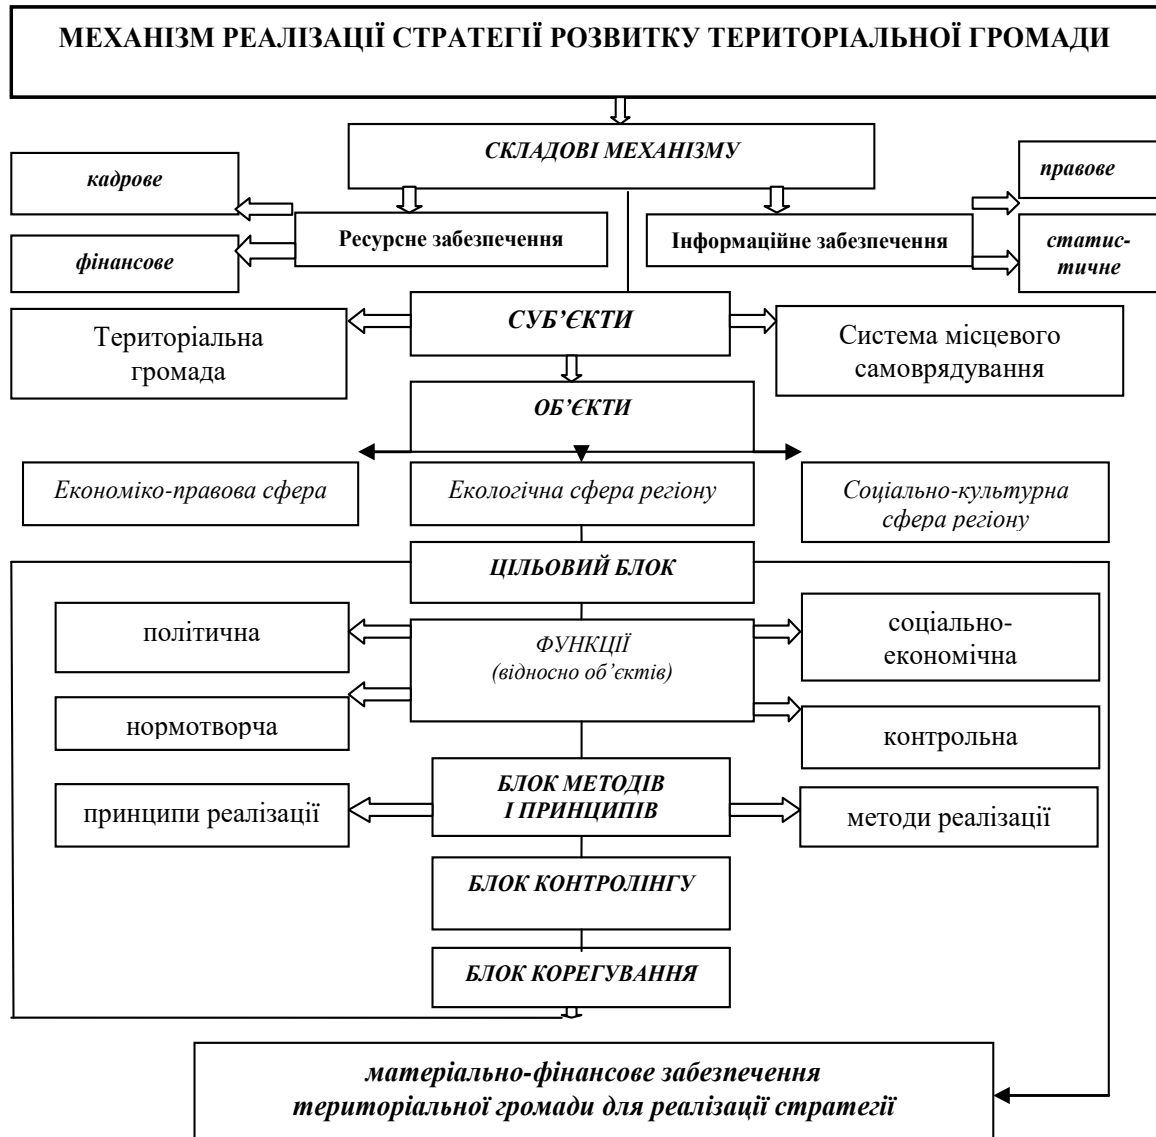 МЕХАНІЗМ РЕАЛІЗАЦІЇ СТРАТЕГІЇ РОЗВИТКУ ТЕРИТОРІАЛЬНОЇ ГРОМАДИ
СКЛАДОВІ МЕХАНІЗМУ
кадрове
правове
Ресурсне забезпечення
Інформаційне забезпечення
фінансове
статис-
тичне
СУБ’ЄКТИ
Територіальна
громада
Система місцевого
самоврядування
ОБ’ЄКТИ
Економіко-правова сфера
Екологічна сфера регіону
Соціально-культурна
сфера регіону
ЦІЛЬОВИЙ БЛОК
політична
ФУНКЦІЇ
(відносно об’єктів)
соціально-
економічна
нормотворча
контрольна
БЛОК МЕТОДІВ
І ПРИНЦИПІВ
принципи реалізації
методи реалізації
БЛОК КОНТРОЛІНГУ
БЛОК КОРЕГУВАННЯ
матеріально-фінансове забезпечення
територіальної громади для реалізації стратегії